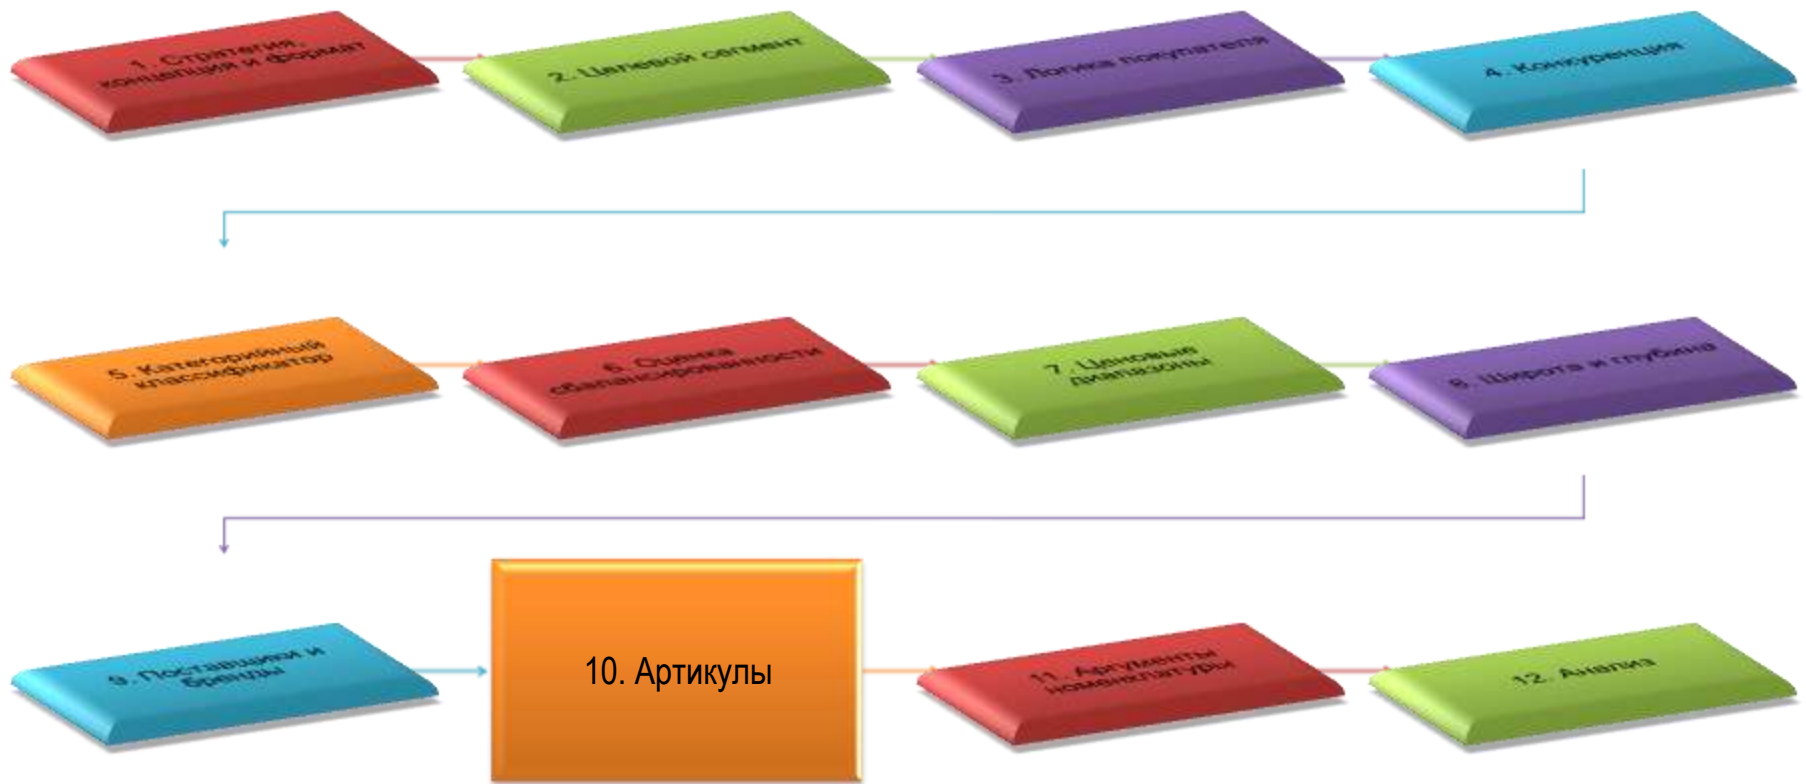 1. Стратегия,
концепция и формат
2. Целевой сегмент
3. Логика покупателя
4. Конкуренция
5. Категорийный
классификатор
6. Оценка
сбалансированности
7. Ценовые
диапазоны
8. Широта и глубина
9. Поставщики и
бренды
10. Артикулы
11. Аргументы
номенклатуры
12. Анализ